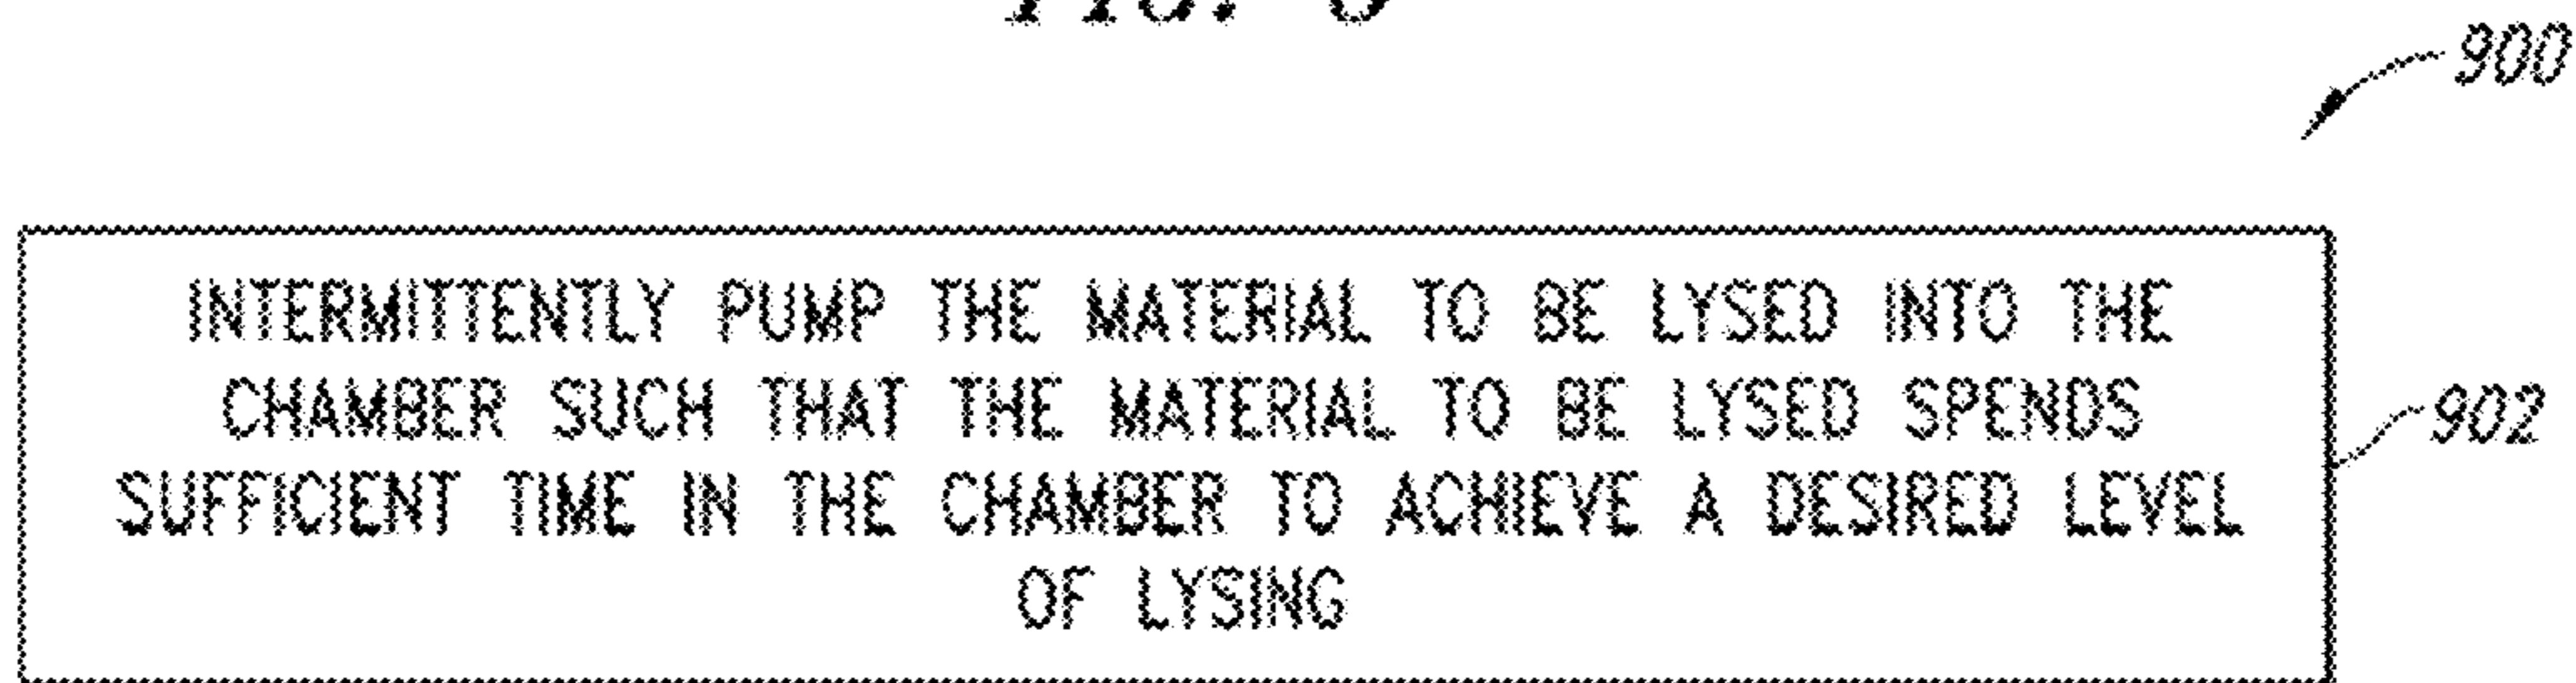 900
INTERMITTENTLY PUMP THE MATERIAL TO BE LYSED INTO THE
CHAMBER SUCH THAT THE MATERIAL TO BE LYSED SPENDS
SUFFICIENT TIME IN THE CHAMBER TO ACHIEVE A DESIRED LEVEL
OF LYSING
902